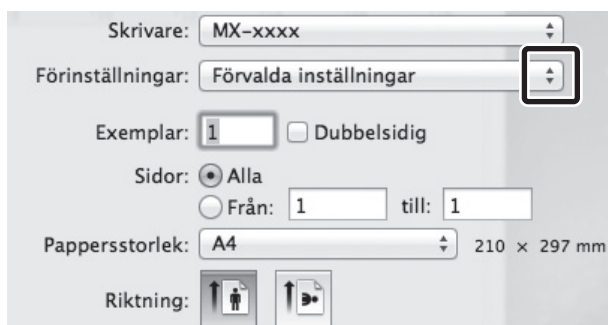 Skrivare: MX-xxxx
Förinställningar: Förvalda inställningar
Exemplar: 1 Dubbelsidig
Sidor: Alla
Från: 1 till: 1
Pappersstorlek: A4 210 × 297 mm
Riktning: